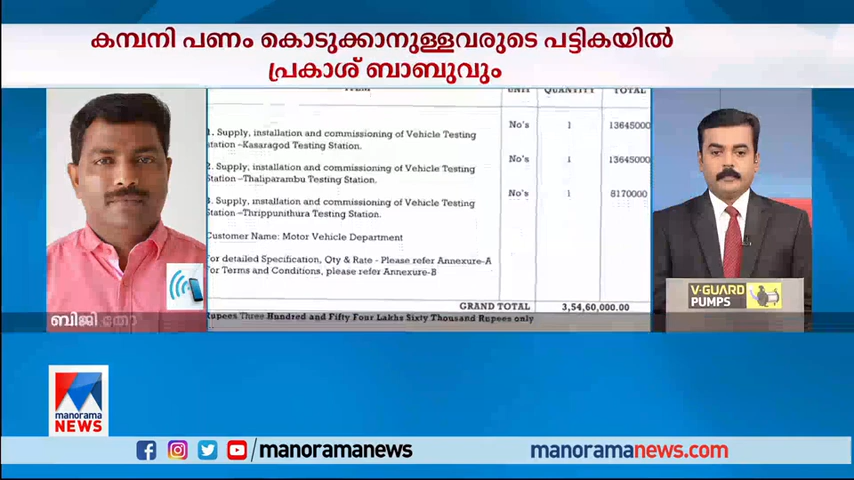 കമ്പനി പണം കൊടുക്കാനുള്ളവരുടെ പട്ടികയിൽ
പ്രകാശ് ബാബുവും
ITEM UNIT QUANTITY TOTAL
1. Supply, installation and commissioning of Vehicle Testing No's 1 13645000
Station –Kasaragod Testing Station.
2. Supply, installation and commissioning of Vehicle Testing No's 1 13645000
Station –Thaliparambu Testing Station.
Supply, installation and commissioning of Vehicle Testing No's 1 8170000
Station –Thrippunithura Testing Station.
Customer Name: Motor Vehicle Department
For detailed Specification, Qty & Rate - Please refer Annexure-A
For Terms and Conditions, please refer Annexure-B
GRAND TOTAL 3,54,60,000.00
Rupees Three Hundred and Fifty Four Lakhs Sixty Thousand Rupees only
ബിജി തോ
V-GUARD
PUMPS
manorama
NEWS
manoramanews manoramanews.com